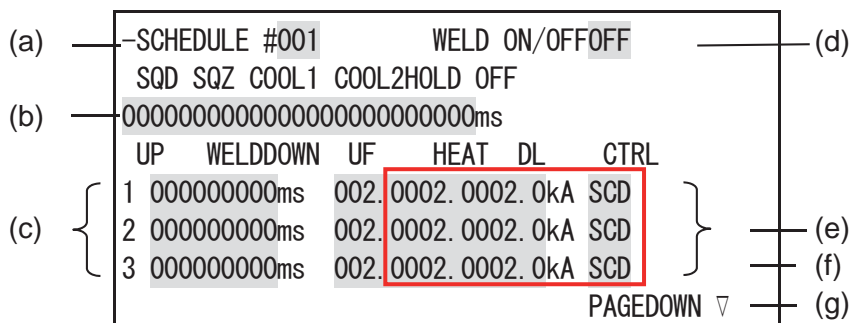 (a) -SCHEDULE #001 WELD ON/OFFOFF (d)
SQD SQZ COOL1 COOL2HOLD OFF
(b) 000000000000000000000000000ms
UP WELDDOWN UF HEAT DL CTRL
1 000000000ms 002.0002.0002.0kA SCD
(c) 2 000000000ms 002.0002.0002.0kA SCD (e)
3 000000000ms 002.0002.0002.0kA SCD (f)
PAGEDOWN ▽ (g)